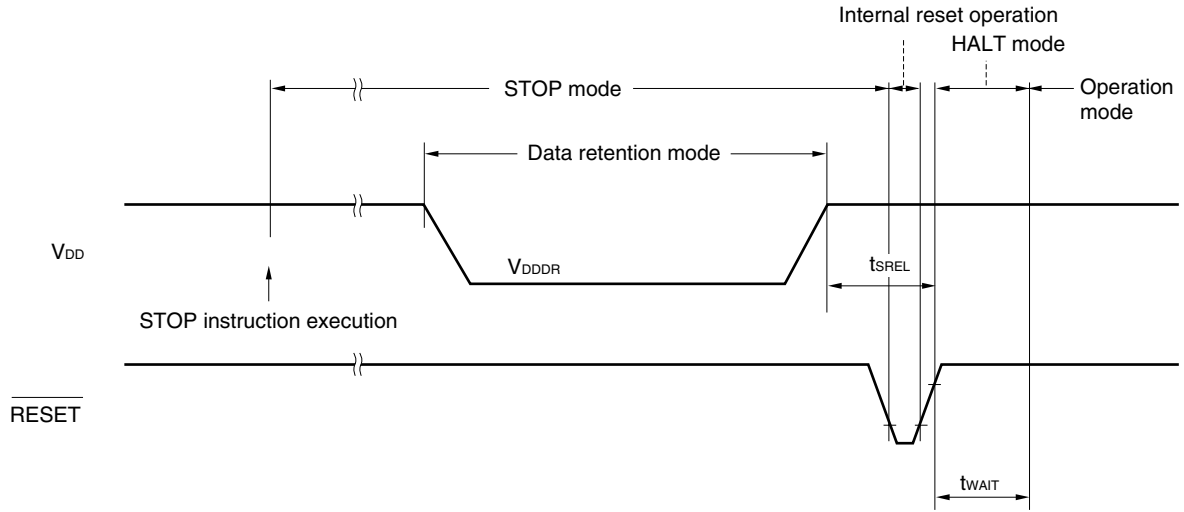 Internal reset operation
HALT mode
STOP mode
Operation
mode
Data retention mode
VDD
VDDDR
tSREL
STOP instruction execution
RESET
tWAIT